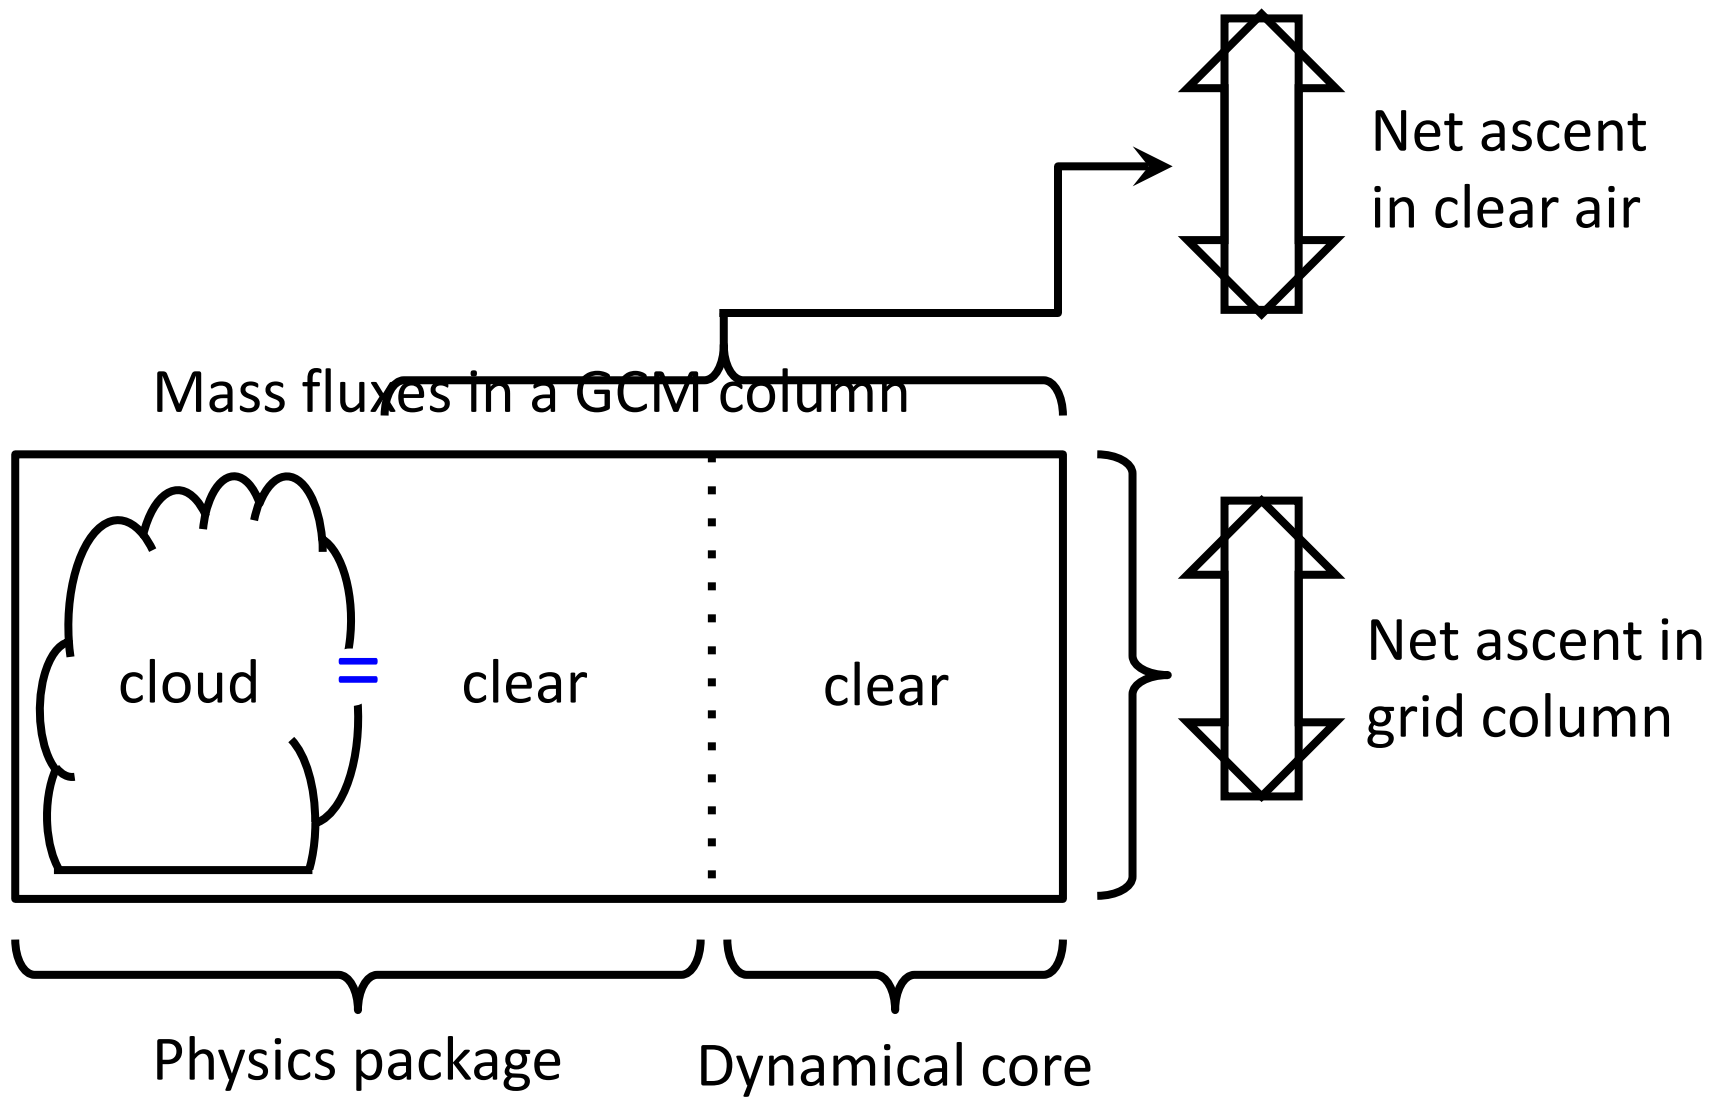 Net ascent
in clear air
Mass fluxes in a GCM column
cloud = clear clear
Net ascent in
grid column
Physics package
Dynamical core